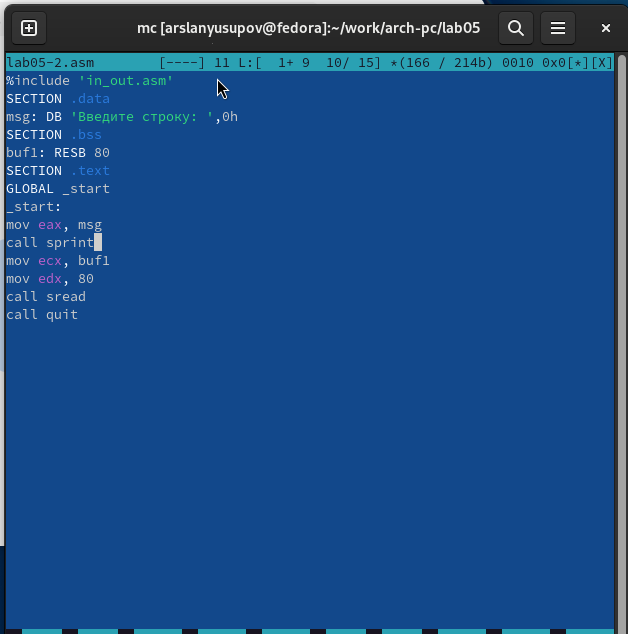 mc [arslanyusupov@fedora]:~/work/arch-pc/lab05
lab05-2.asm [----] 11 L:[ 1+ 9 10/ 15] *(166 / 214b) 0010 0x0[*][X]
%include 'in_out.asm'
SECTION .data
msg: DB 'Введите строку: ',0h
SECTION .bss
buf1: RESB 80
SECTION .text
GLOBAL _start
_start:
mov eax, msg
call sprint
mov ecx, buf1
mov edx, 80
call sread
call quit